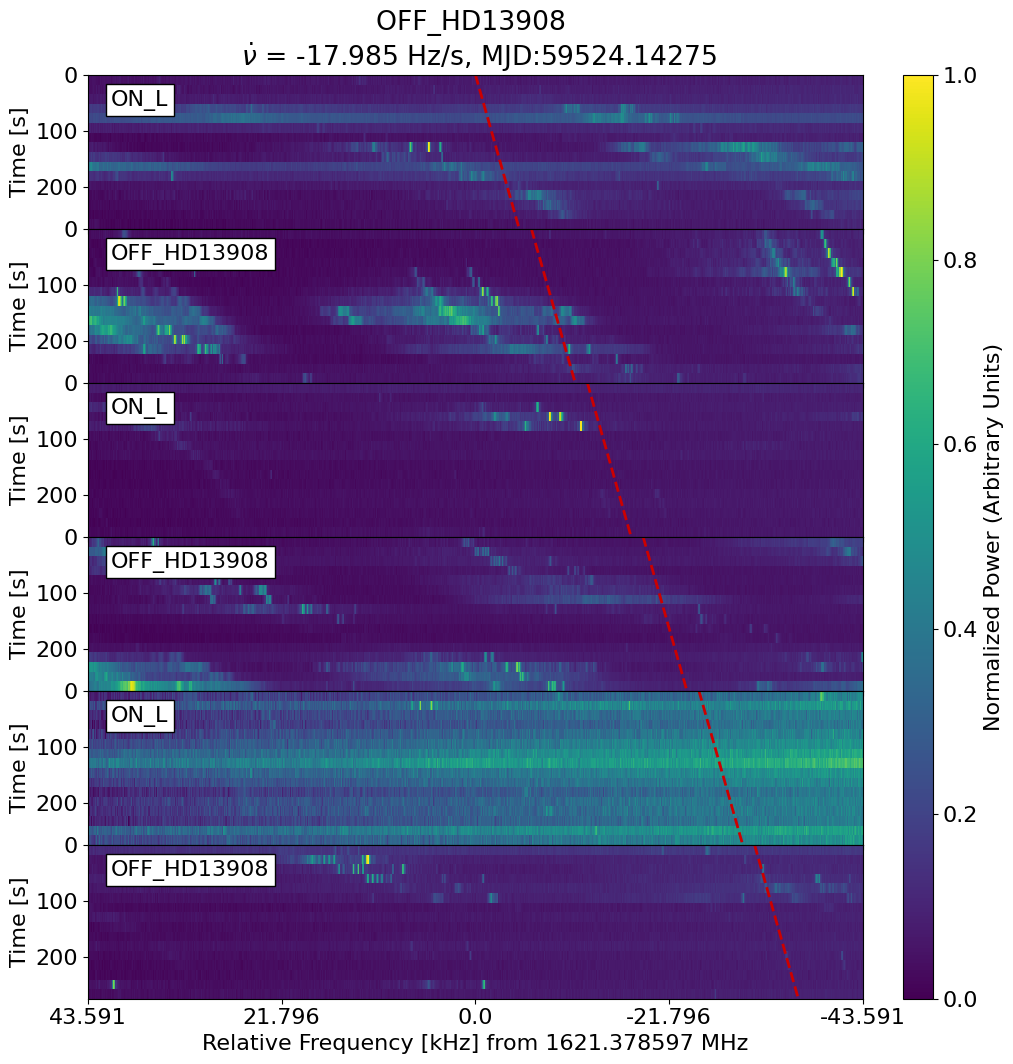 OFF_HD13908
ν̇ = -17.985 Hz/s, MJD:59524.14275
0
ON_L
100
Time [s]
200
0
OFF_HD13908
100
Time [s]
200
0
ON_L
100
Time [s]
200
0
OFF_HD13908
100
Time [s]
200
0
ON_L
100
Time [s]
200
0
OFF_HD13908
100
Time [s]
200
43.591 21.796 0.0 -21.796 -43.591
Relative Frequency [kHz] from 1621.378597 MHz
1.0
0.8
0.6
0.4
0.2
0.0
Normalized Power (Arbitrary Units)